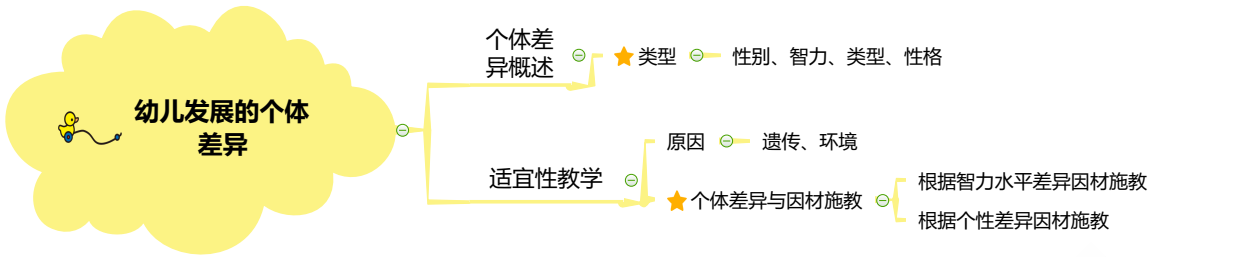 幼儿发展的个体
差异
个体差
异概述
类型
性别、智力、类型、性格
适宜性教学
原因
遗传、环境
个体差异与因材施教
根据智力水平差异因材施教
根据个性差异因材施教